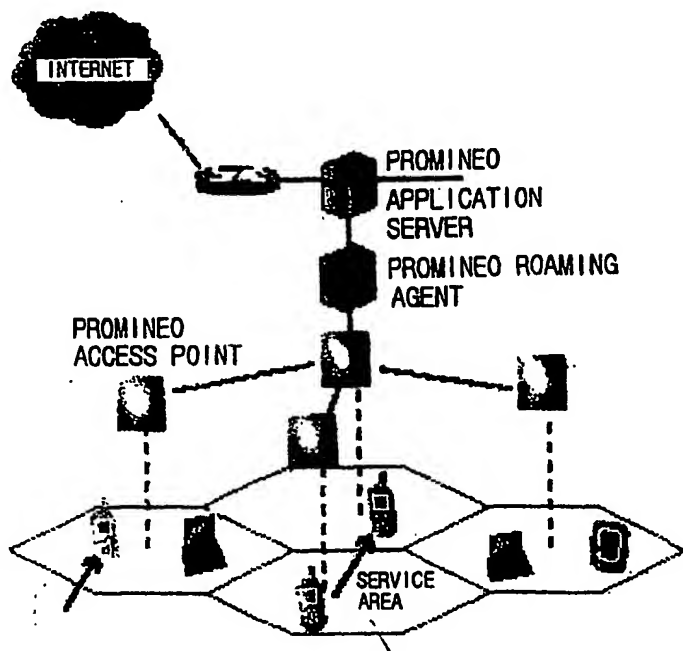 INTERNET
PROMINEO
APPLICATION
SERVER
PROMINEO ROAMING
AGENT
PROMINEO
ACCESS POINT
SERVICE
AREA